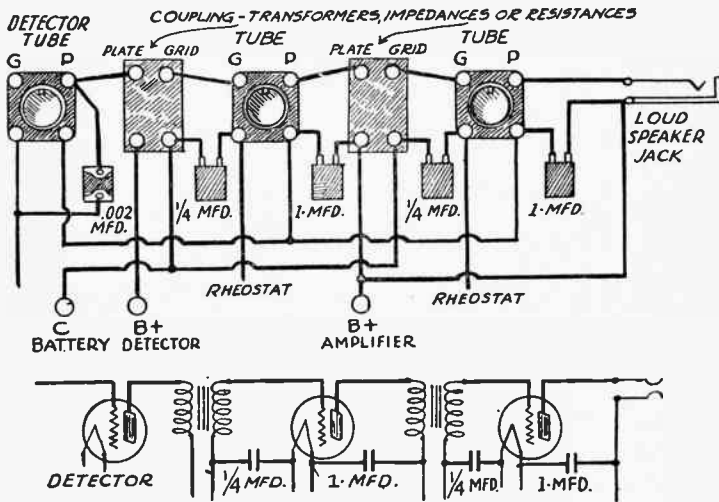 COUPLING-TRANSFORMERS, IMPEDANCES OR RESISTANCES
DETECTOR
TUBE
G P
PLATE GRID
TUBE
G P
PLATE GRID
TUBE
G P
LOUD
SPEAKER
JACK
.002
MFD.
1/4 MFD.
1. MFD.
1/4 MFD.
1. MFD.
RHEOSTAT
RHEOSTAT
C
BATTERY
B+
DETECTOR
B+
AMPLIFIER
DETECTOR
1/4 MFD.
1. MFD.
1/4 MFD.
1. MFD.